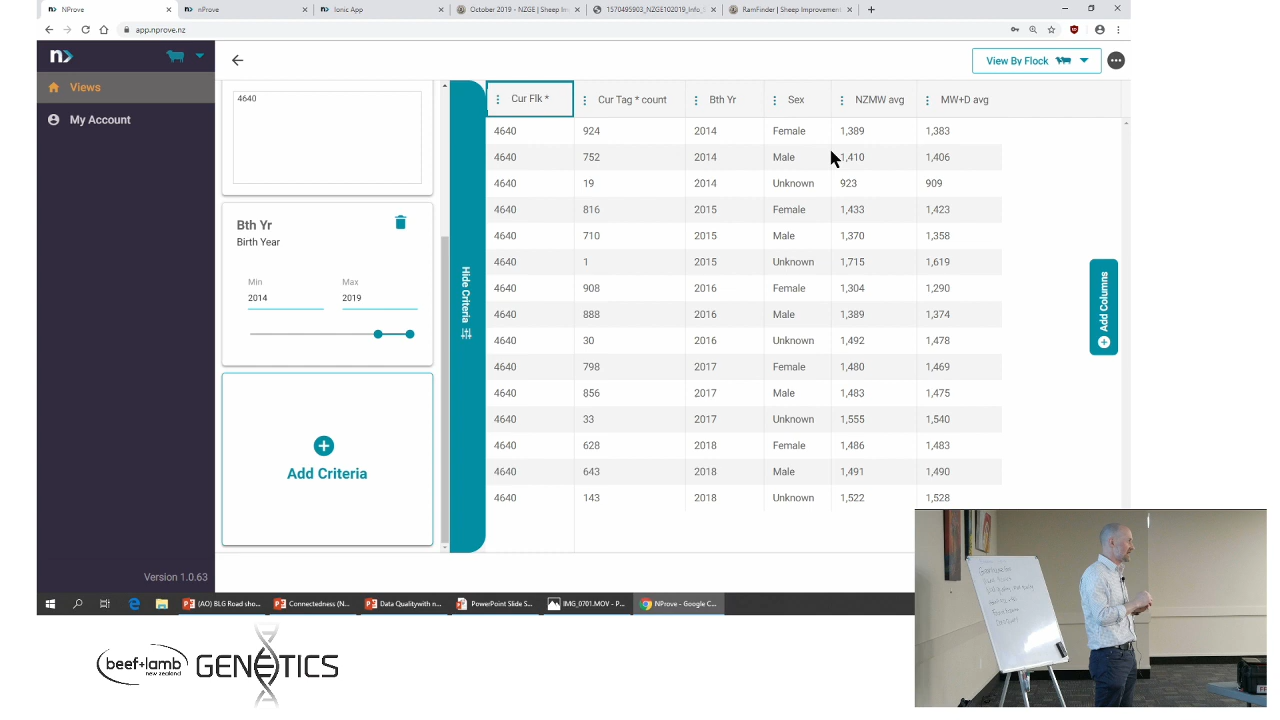 NProve
nProve
Ionic App
October 2019 - NZGE | Sheep Im
1570495903_NZGE102019_Info_
RamFinder | Sheep Improvement
app.nprove.nz
n>
Views
My Account
Version 1.0.63
View By Flock
4640
Bth Yr
Birth Year
Min
Max
2014
2019
Add Criteria
Hide Criteria
Add Columns
Cur Flk * Cur Tag * count Bth Yr Sex NZMW avg MW+D avg
4640 924 2014 Female 1,389 1,383
4640 752 2014 Male 1,410 1,406
4640 19 2014 Unknown 923 909
4640 816 2015 Female 1,433 1,423
4640 710 2015 Male 1,370 1,358
4640 1 2015 Unknown 1,715 1,619
4640 908 2016 Female 1,304 1,290
4640 888 2016 Male 1,389 1,374
4640 30 2016 Unknown 1,492 1,478
4640 798 2017 Female 1,480 1,469
4640 856 2017 Male 1,483 1,475
4640 33 2017 Unknown 1,555 1,540
4640 628 2018 Female 1,486 1,483
4640 643 2018 Male 1,491 1,490
4640 143 2018 Unknown 1,522 1,528
(AO) BLG Road sho...
Connectedness (N...
Data Qualitywith n...
PowerPoint Slide S...
IMG_0701.MOV - P...
NProve - Google C...
beef+lamb
new zealand
GENETICS